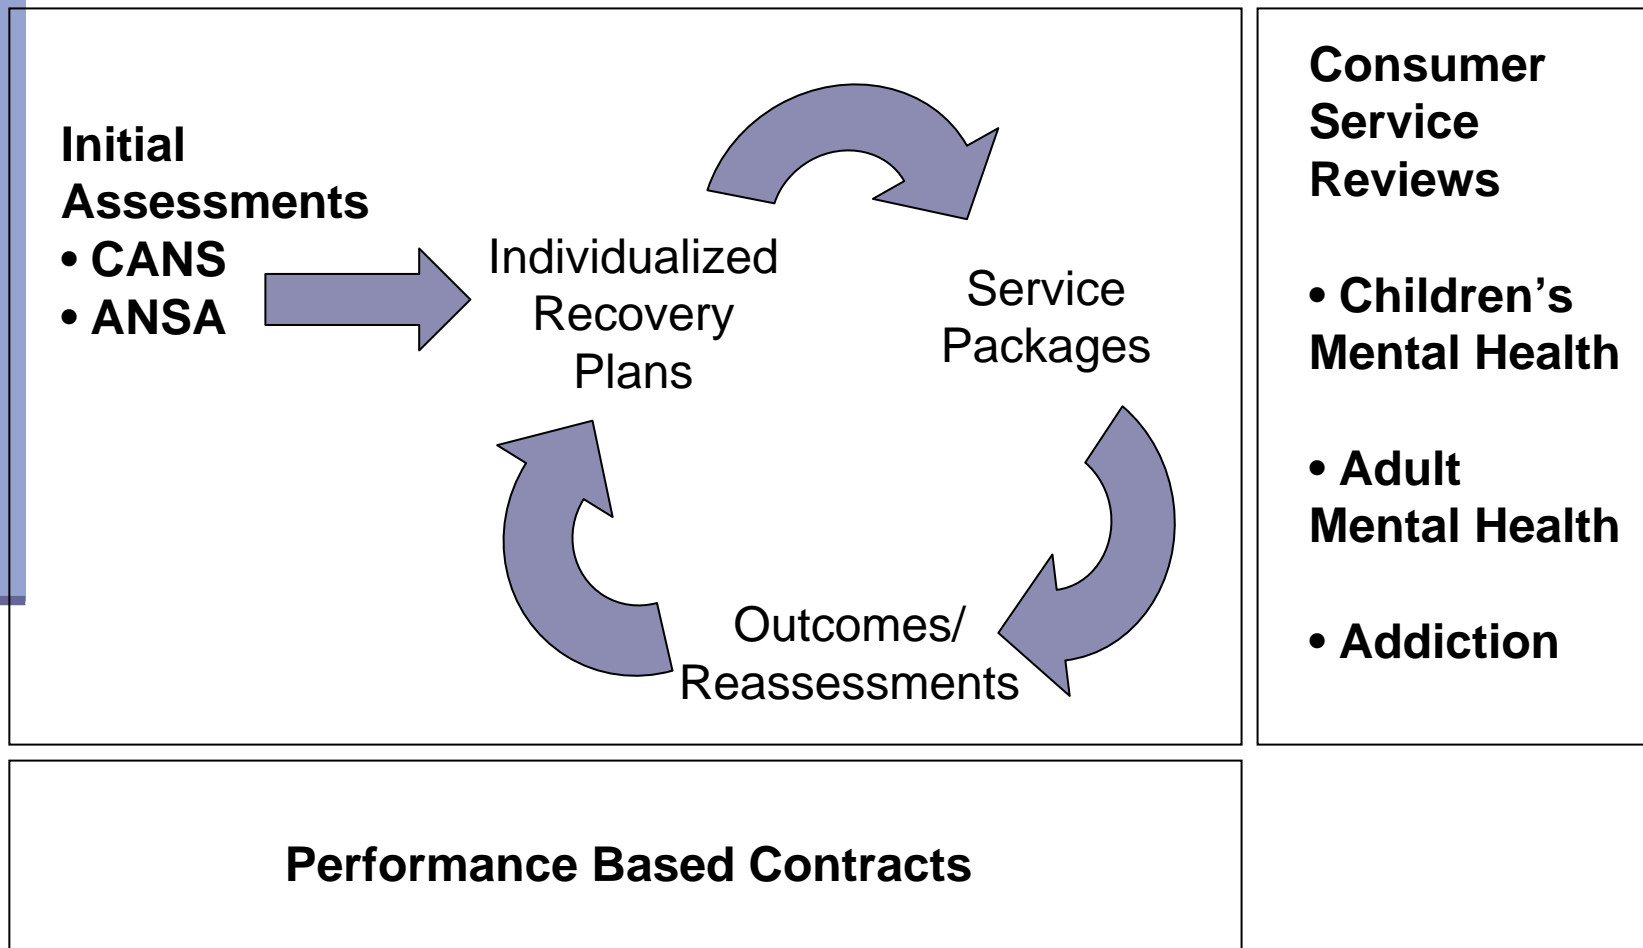 Initial
Assessments
• CANS
• ANSA
Individualized
Recovery
Plans
Service
Packages
Outcomes/
Reassessments
Consumer
Service
Reviews
• Children’s
Mental Health
• Adult
Mental Health
• Addiction
Performance Based Contracts